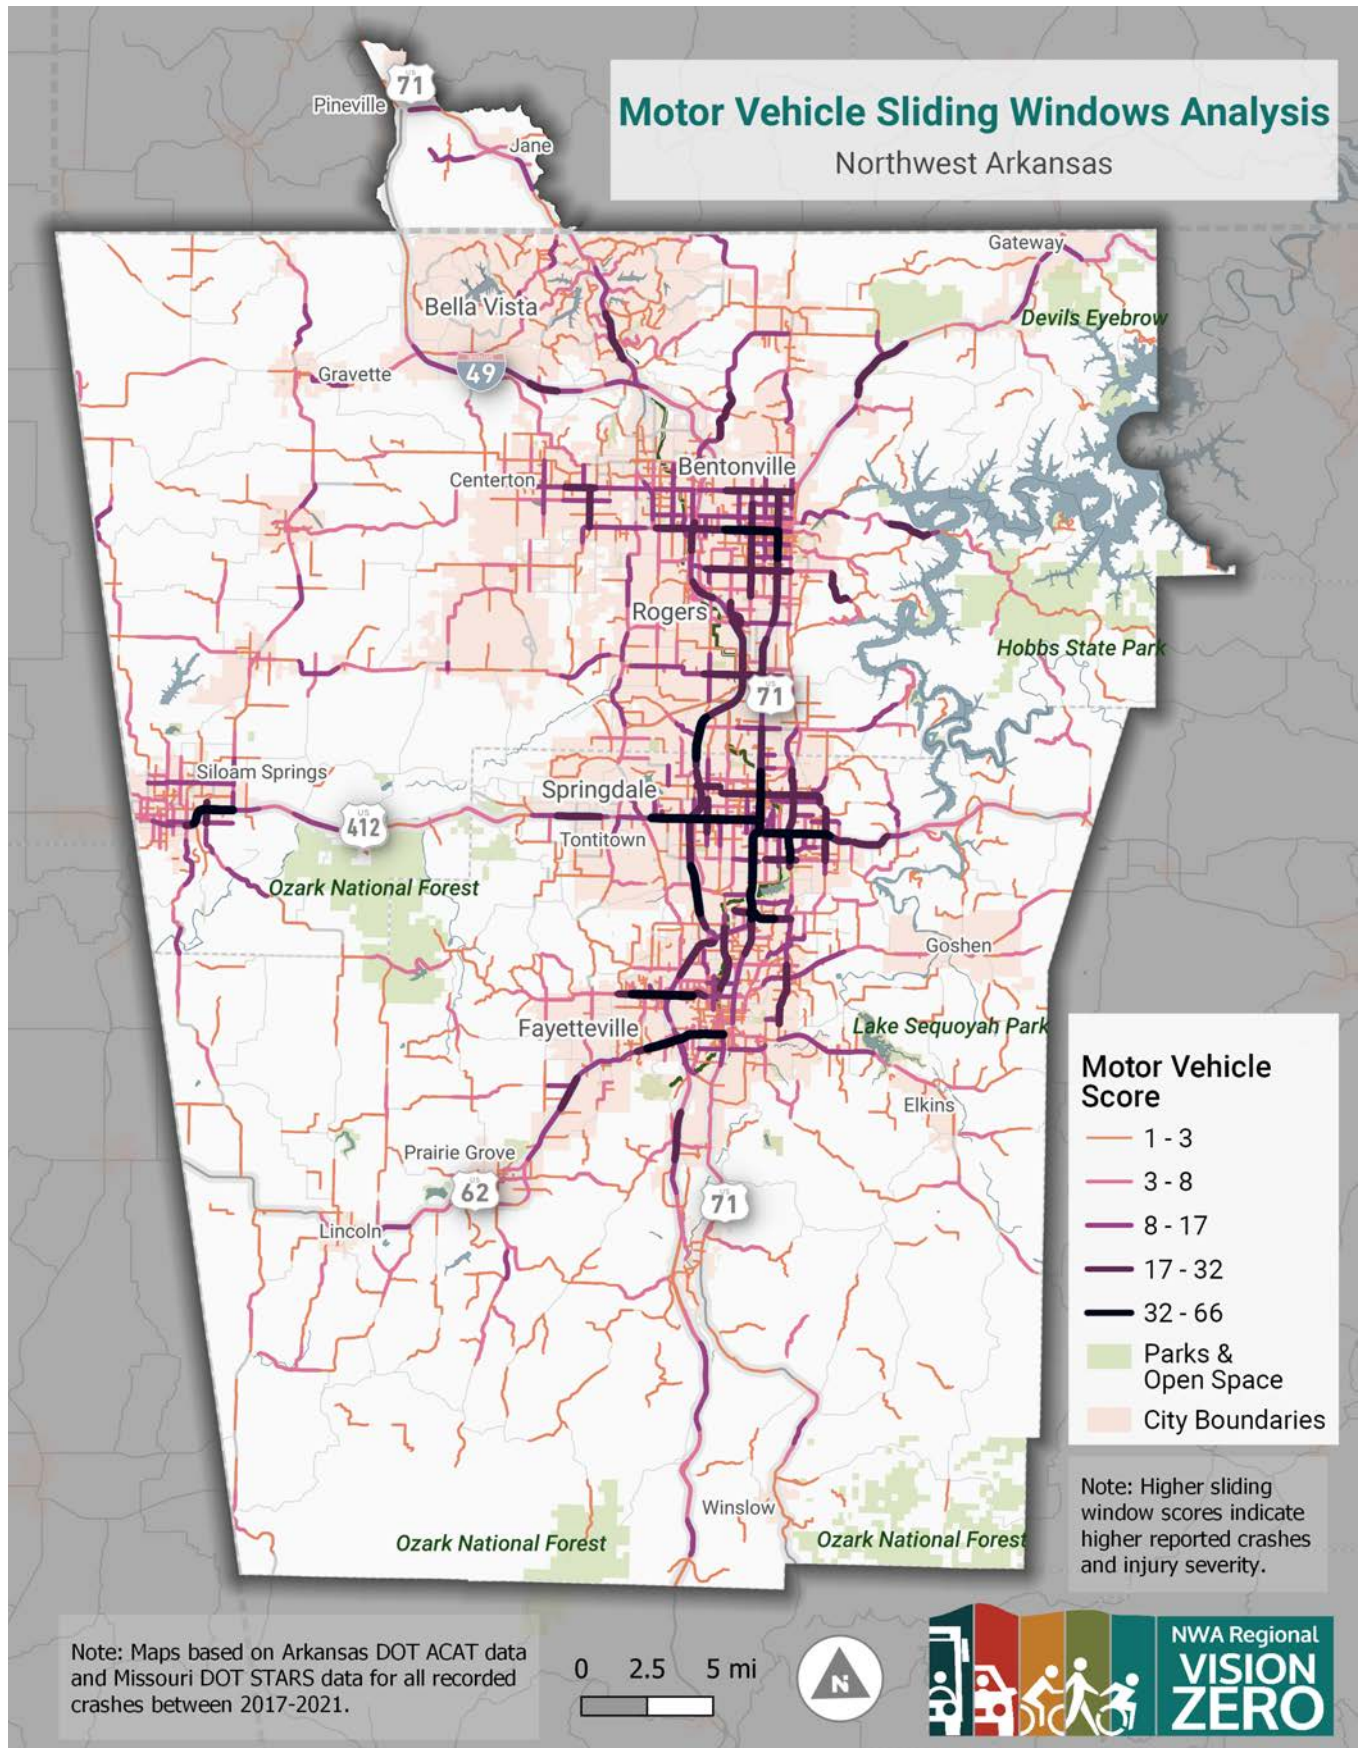 Motor Vehicle Sliding Windows Analysis
Northwest Arkansas
US
71
Pineville
Jane
Gateway
Bella Vista
Devils Eyebrow
49
Gravette
Bentonville
Centerton
Rogers
Hobbs State Park
US
71
Siloam Springs
Springdale
US
412
Tontitown
Ozark National Forest
Goshen
Fayetteville
Lake Sequoyah Park
Elkins
Prairie Grove
US
62
US
71
Lincoln
Winslow
Ozark National Forest
Ozark National Forest
Motor Vehicle
Score
1 - 3
3 - 8
8 - 17
17 - 32
32 - 66
Parks &
Open Space
City Boundaries
Note: Higher sliding
window scores indicate
higher reported crashes
and injury severity.
Note: Maps based on Arkansas DOT ACAT data
and Missouri DOT STARS data for all recorded
crashes between 2017-2021.
0 2.5 5 mi
N
NWA Regional
VISION
ZERO